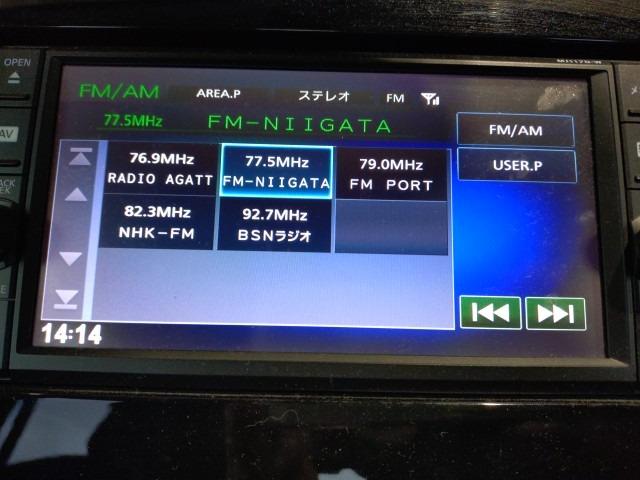 OPEN
FM/AM AREA.P ステレオ FM
77.5MHz FM-NIIGATA
FM/AM
USER.P
76.9MHz 77.5MHz 79.0MHz
RADIO AGATT FM-NIIGATA FM PORT
82.3MHz 92.7MHz
NHK-FM BSNラジオ
14:14
AV